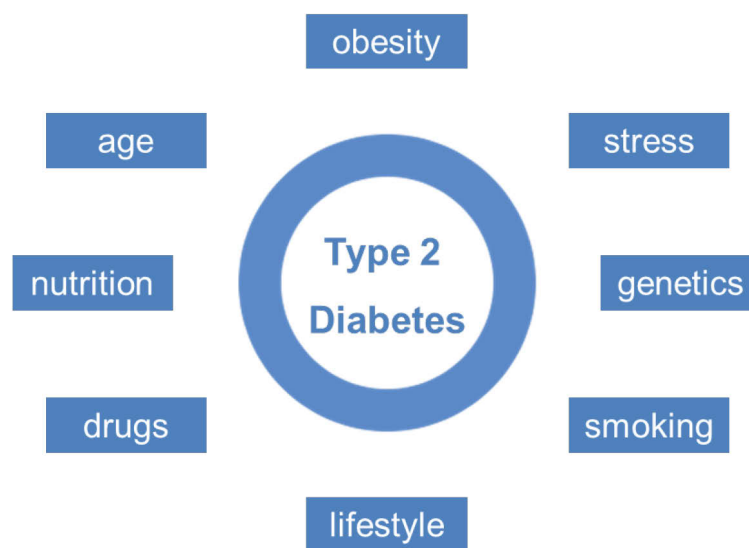 obesity
age
stress
Type 2
Diabetes
nutrition
genetics
drugs
smoking
lifestyle